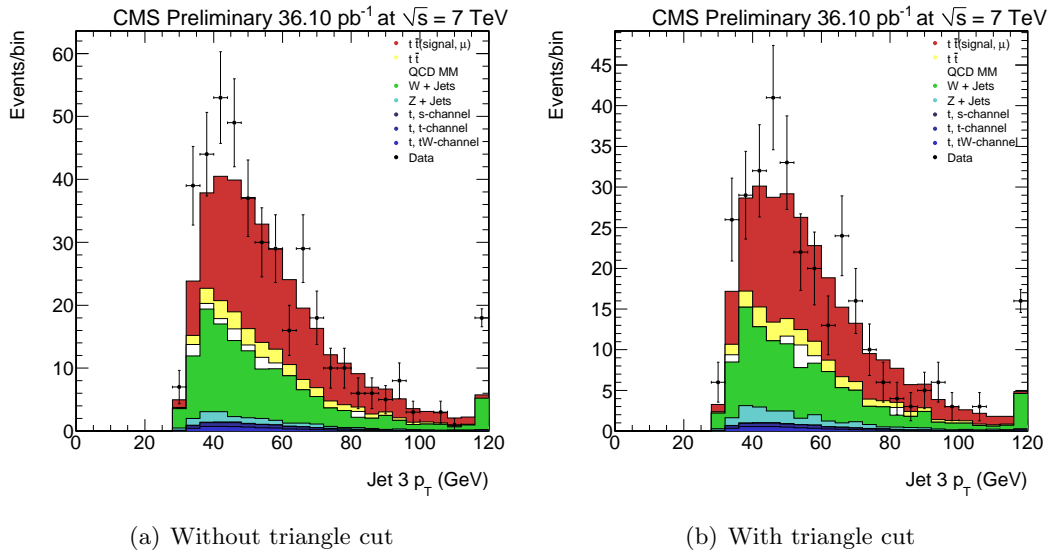 CMS Preliminary 36.10 pb⁻¹ at √s = 7 TeV
Events/bin
60
50
40
30
20
10
0
t t̄ (signal, μ)
t t̄
QCD MM
W + Jets
Z + Jets
t, s-channel
t, t-channel
t, tW-channel
Data
0 20 40 60 80 100 120
Jet 3 p_T (GeV)
(a) Without triangle cut
CMS Preliminary 36.10 pb⁻¹ at √s = 7 TeV
Events/bin
45
40
35
30
25
20
15
10
5
0
t t̄ (signal, μ)
t t̄
QCD MM
W + Jets
Z + Jets
t, s-channel
t, t-channel
t, tW-channel
Data
0 20 40 60 80 100 120
Jet 3 p_T (GeV)
(b) With triangle cut